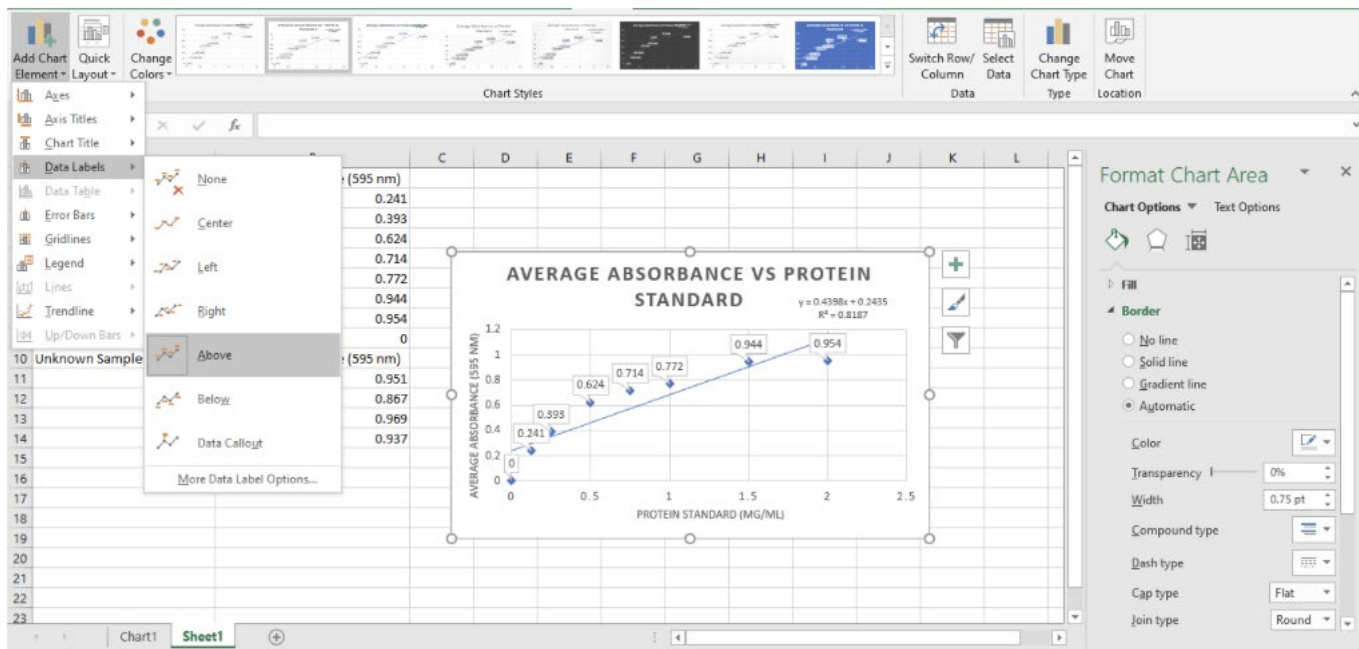 Add Chart Element
Quick Layout
Change Colors
Chart Styles
Switch Row/ Column
Select Data
Data
Change Chart Type
Type
Move Chart
Location
Axes
Axis Titles
Chart Title
Data Labels
Data Table
Error Bars
Gridlines
Legend
Lines
Trendline
Up/Down Bars
None
Center
Left
Right
Above
Below
Data Callout
More Data Label Options...
fx
C D E F G H I J K L
(595 nm)
0.241
0.393
0.624
0.714
0.772
0.944
0.954
0
10 Unknown Sample (595 nm)
11 0.951
12 0.867
13 0.969
14 0.937
15
16
17
18
19
20
21
22
23
AVERAGE ABSORBANCE VS PROTEIN
STANDARD
y = 0.4398x + 0.2435
R² = 0.8187
AVERAGE ABSORBANCE (595 NM)
1.2
1
0.8
0.6
0.4
0.2
0
0
0.241
0.393
0.624
0.714
0.772
0.944
0.954
0 0.5 1 1.5 2 2.5
PROTEIN STANDARD (MG/ML)
Format Chart Area
Chart Options Text Options
Fill
Border
No line
Solid line
Gradient line
Automatic
Color
Transparency 0%
Width 0.75 pt
Compound type
Dash type
Cap type Flat
Join type Round
Chart1 Sheet1